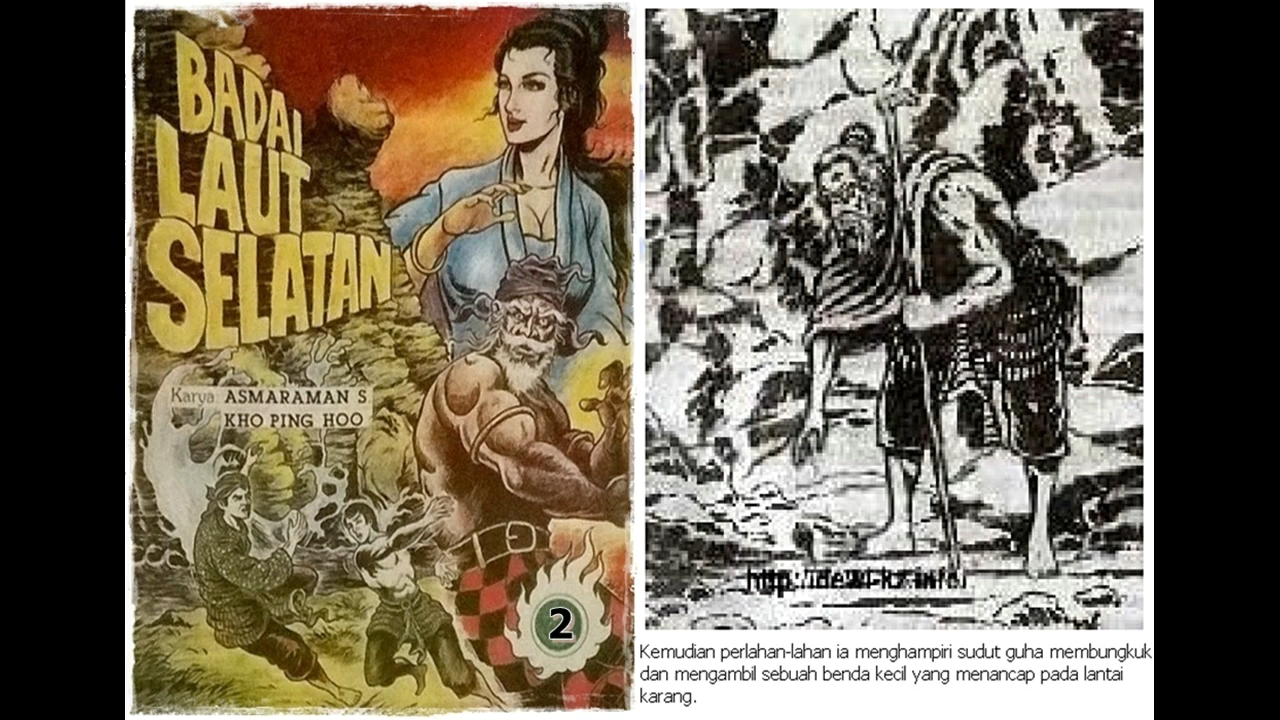 BADAI
LAUT
SELATAN
Karya: ASMARAMAN S
KHO PING HOO
2
Kemudian perlahan-lahan ia menghampiri sudut guha membungkuk
dan mengambil sebuah benda kecil yang menancap pada lantai
karang.